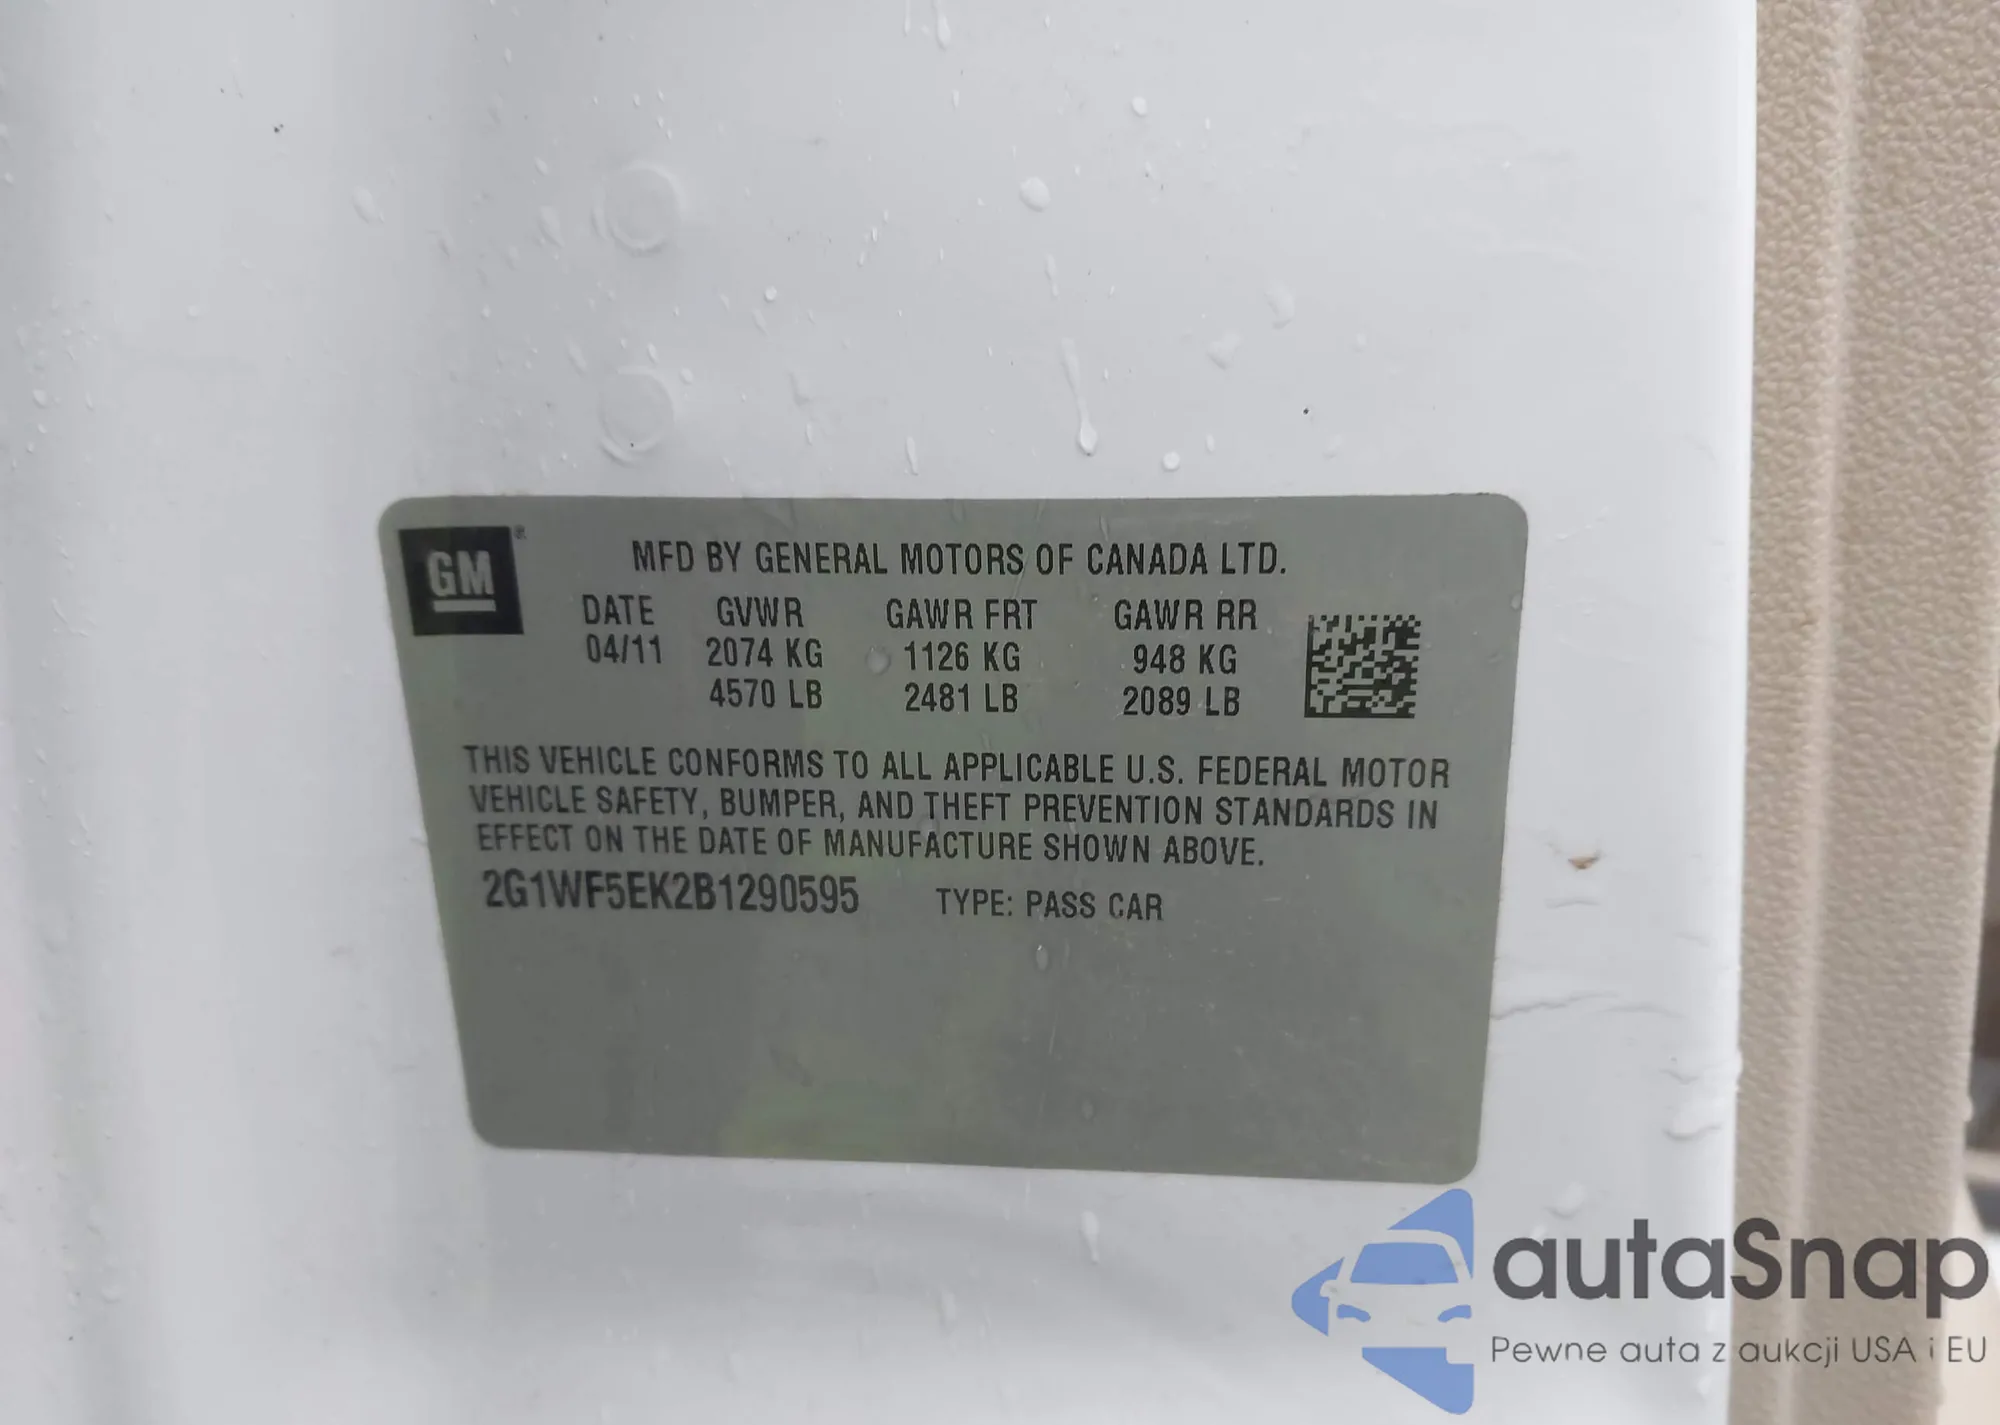 GM ®
MFD BY GENERAL MOTORS OF CANADA LTD.
DATE GVWR GAWR FRT GAWR RR
04/11 2074 KG 1126 KG 948 KG
4570 LB 2481 LB 2089 LB
THIS VEHICLE CONFORMS TO ALL APPLICABLE U.S. FEDERAL MOTOR
VEHICLE SAFETY, BUMPER, AND THEFT PREVENTION STANDARDS IN
EFFECT ON THE DATE OF MANUFACTURE SHOWN ABOVE.
2G1WF5EK2B1290595 TYPE: PASS CAR
autaSnap
Pewne auta z aukcji USA i EU